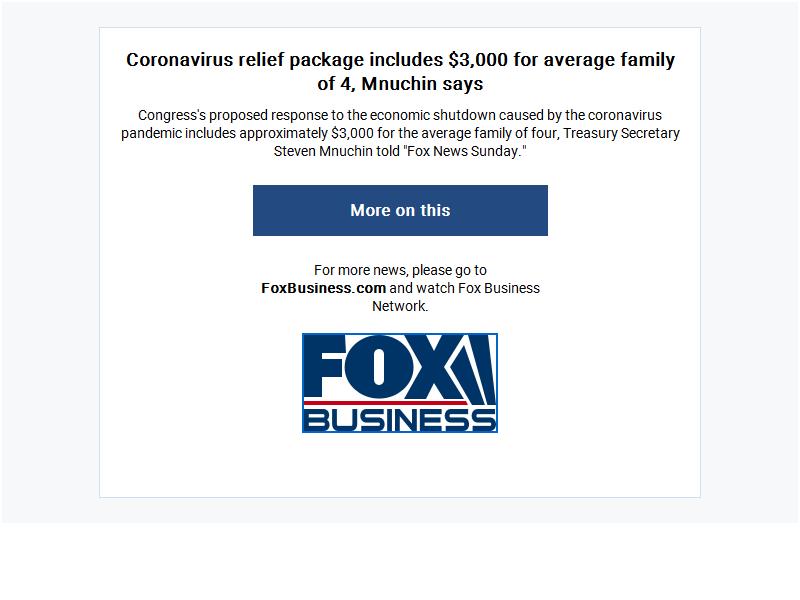 Coronavirus relief package includes $3,000 for average family
of 4, Mnuchin says
Congress's proposed response to the economic shutdown caused by the coronavirus
pandemic includes approximately $3,000 for the average family of four, Treasury Secretary
Steven Mnuchin told "Fox News Sunday."
More on this
For more news, please go to
FoxBusiness.com and watch Fox Business
Network.
FOX
BUSINESS